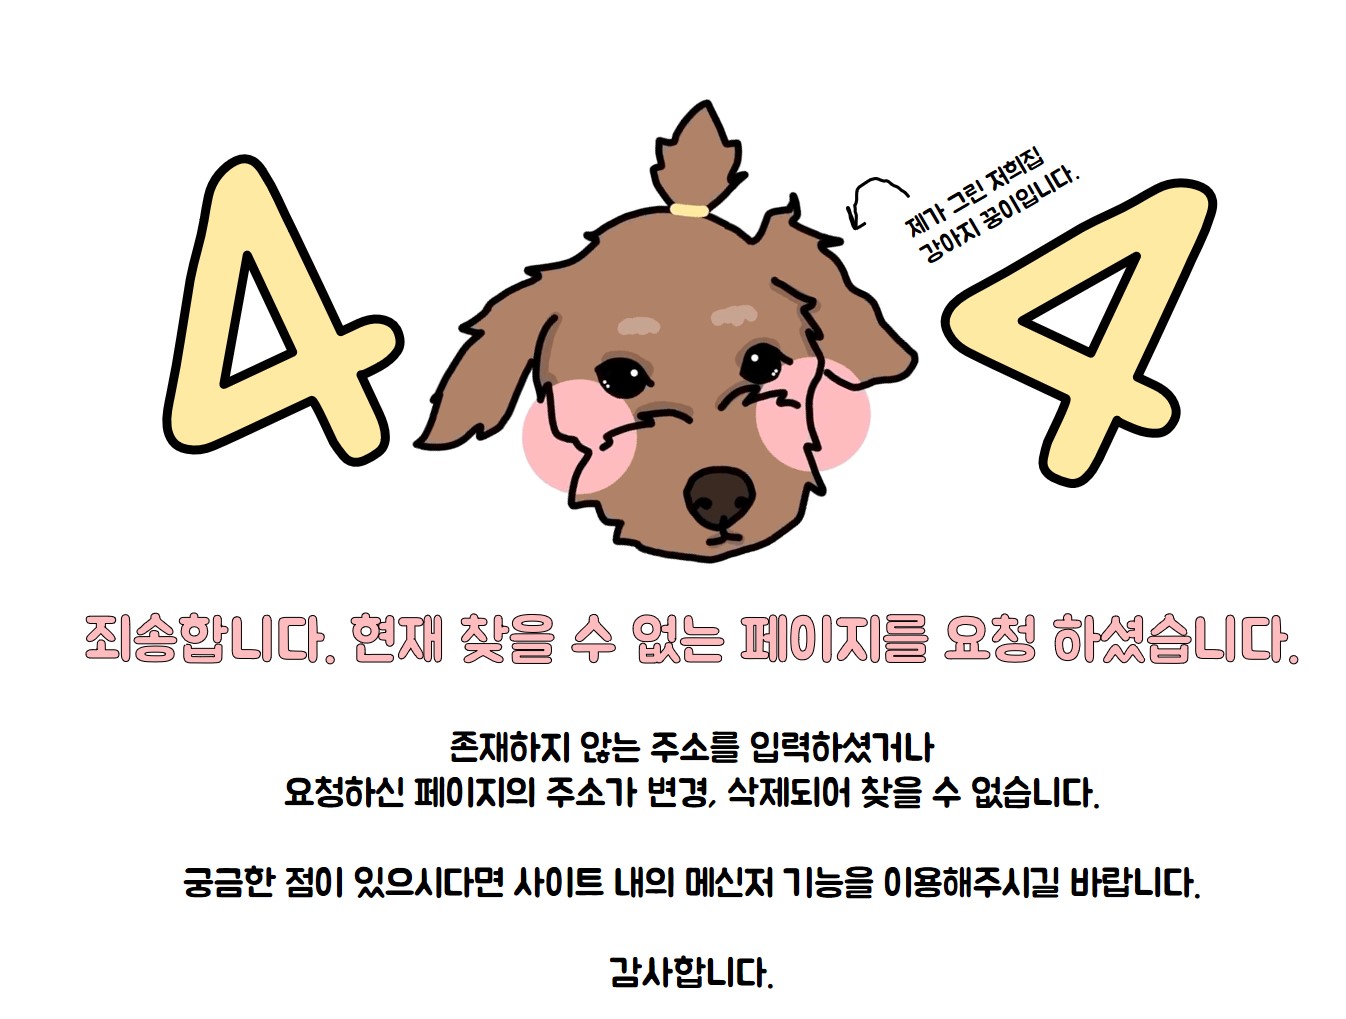 4 4
제가 그린 저희집
강아지 꿍이입니다.
죄송합니다. 현재 찾을 수 없는 페이지를 요청 하셨습니다.
존재하지 않는 주소를 입력하셨거나
요청하신 페이지의 주소가 변경, 삭제되어 찾을 수 없습니다.
궁금한 점이 있으시다면 사이트 내의 메신저 기능을 이용해주시길 바랍니다.
감사합니다.